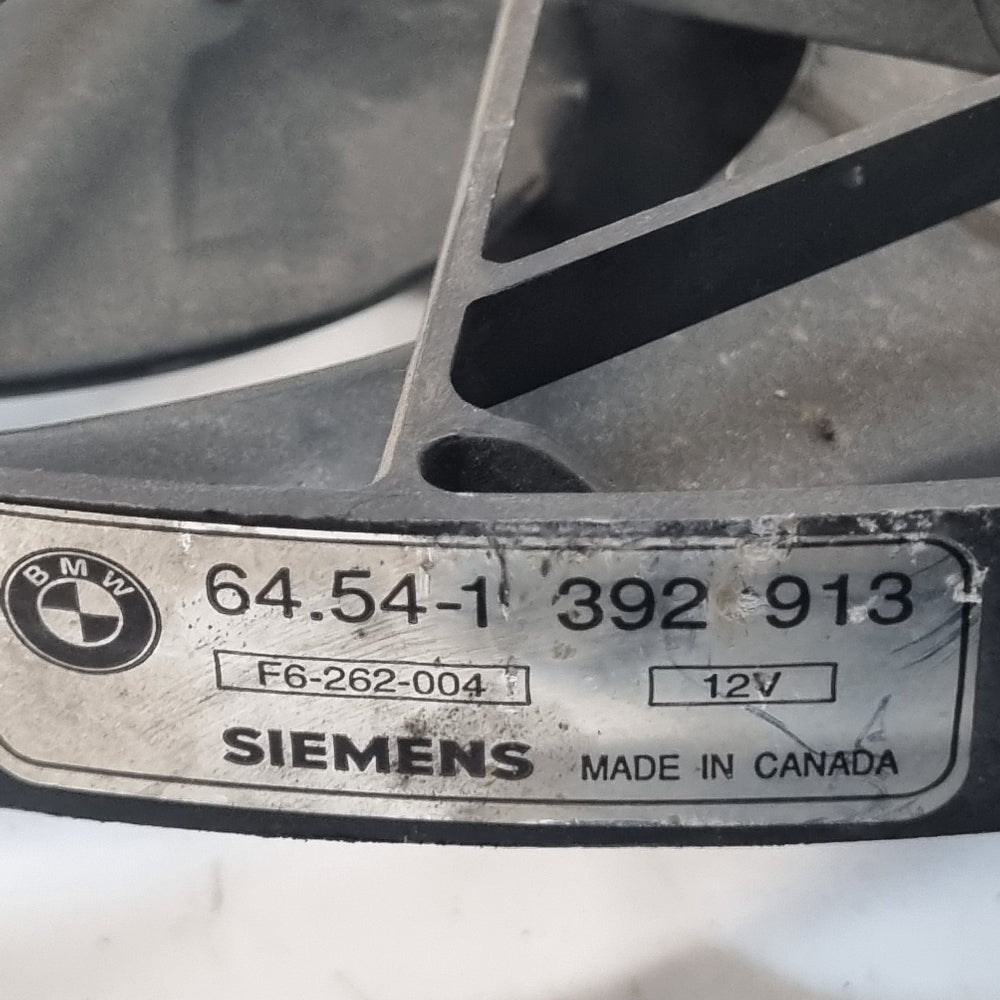 BMW
64.54-1 392 913
F6-262-004 12V
SIEMENS MADE IN CANADA